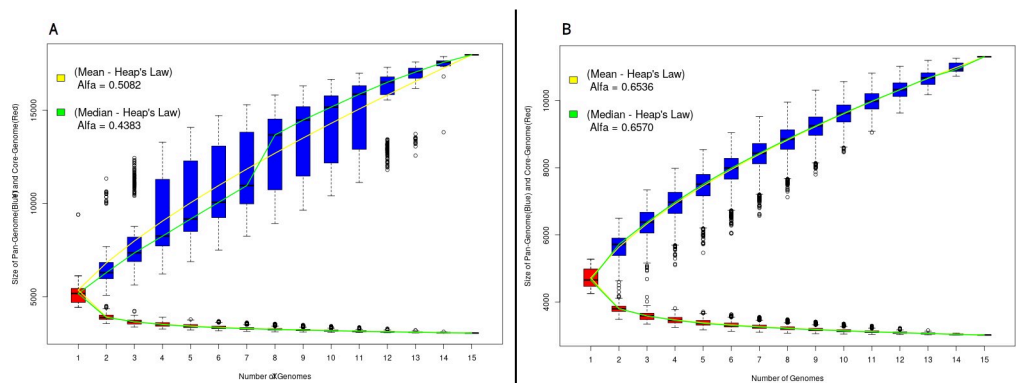 A
(Mean - Heap's Law)
Alfa = 0.5082
(Median - Heap's Law)
Alfa = 0.4383
Size of Pan-Genome(Blue) and Core-Genome(Red)
15000
10000
5000
1 2 3 4 5 6 7 8 9 10 11 12 13 14 15
Number of Genomes
B
(Mean - Heap's Law)
Alfa = 0.6536
(Median - Heap's Law)
Alfa = 0.6570
Size of Pan-Genome(Blue) and Core-Genome(Red)
10000
8000
6000
4000
1 2 3 4 5 6 7 8 9 10 11 12 13 14 15
Number of Genomes